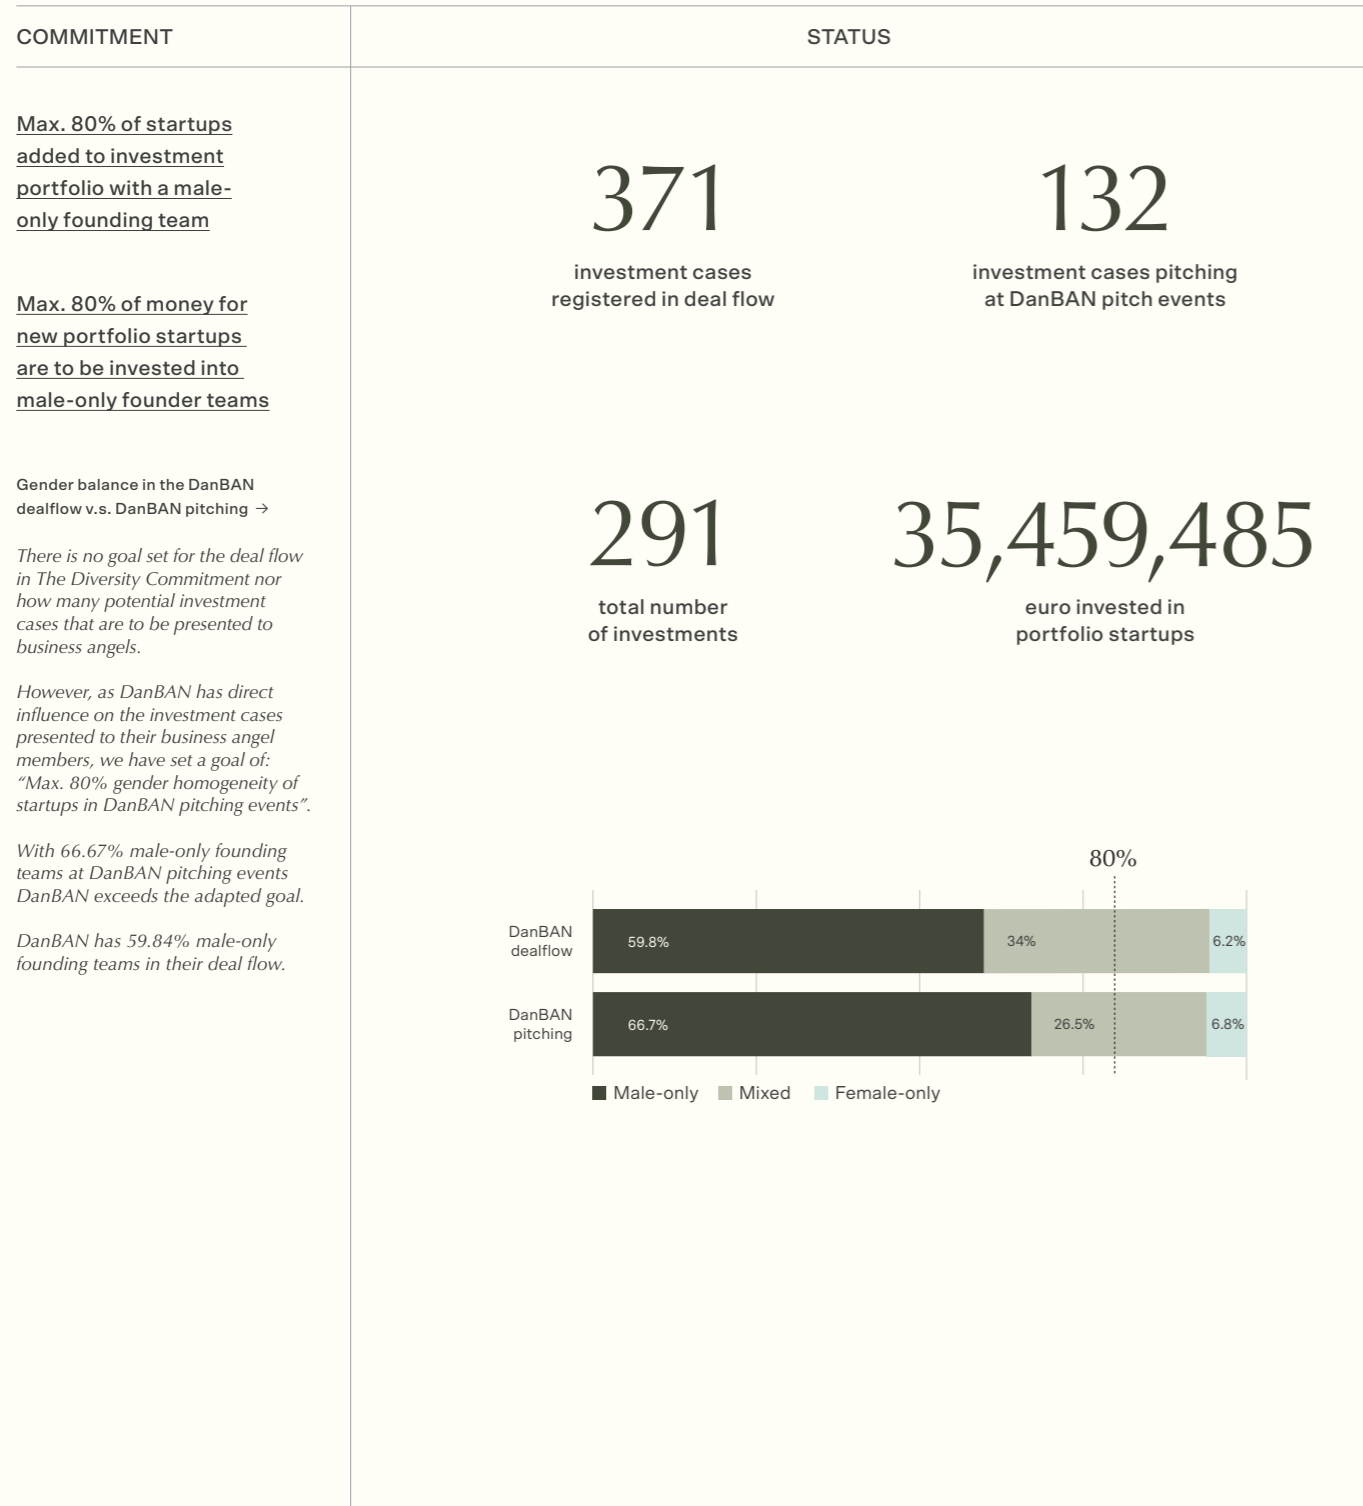 COMMITMENT
STATUS
Max. 80% of startups
added to investment
portfolio with a male-
only founding team
Max. 80% of money for
new portfolio startups
are to be invested into
male-only founder teams
Gender balance in the DanBAN
dealflow v.s. DanBAN pitching →
There is no goal set for the deal flow
in The Diversity Commitment nor
how many potential investment
cases that are to be presented to
business angels.
However, as DanBAN has direct
influence on the investment cases
presented to their business angel
members, we have set a goal of:
“Max. 80% gender homogeneity of
startups in DanBAN pitching events”.
With 66.67% male-only founding
teams at DanBAN pitching events
DanBAN exceeds the adapted goal.
DanBAN has 59.84% male-only
founding teams in their deal flow.
371
investment cases
registered in deal flow
132
investment cases pitching
at DanBAN pitch events
291
total number
of investments
35,459,485
euro invested in
portfolio startups
80%
DanBAN
dealflow
59.8%
34%
6.2%
DanBAN
pitching
66.7%
26.5%
6.8%
Male-only
Mixed
Female-only